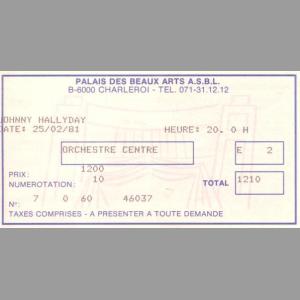 PALAIS DES BEAUX ARTS A.S.B.L.
B-6000 CHARLEROI - TEL. 071-31.12.12
JOHNNY HALLYDAY
DATE: 25/02/81 HEURE: 20. 0 H
ORCHESTRE CENTRE E 2
PRIX: 1200
NUMEROTATION: 10 TOTAL 1210
N°: 7 0 60 46037
TAXES COMPRISES - A PRESENTER A TOUTE DEMANDE